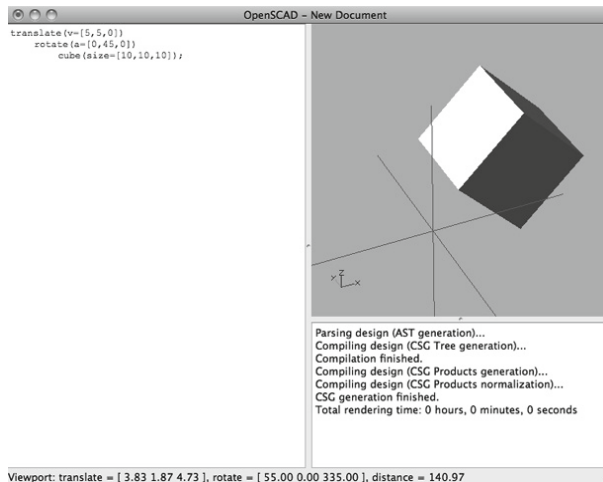 OpenSCAD – New Document
translate(v=[5,5,0])
rotate(a=[0,45,0])
cube(size=[10,10,10]);
Z
Y
X
Parsing design (AST generation)...
Compiling design (CSG Tree generation)...
Compilation finished.
Compiling design (CSG Products generation)...
Compiling design (CSG Products normalization)...
CSG generation finished.
Total rendering time: 0 hours, 0 minutes, 0 seconds
Viewport: translate = [ 3.83 1.87 4.73 ], rotate = [ 55.00 0.00 335.00 ], distance = 140.97